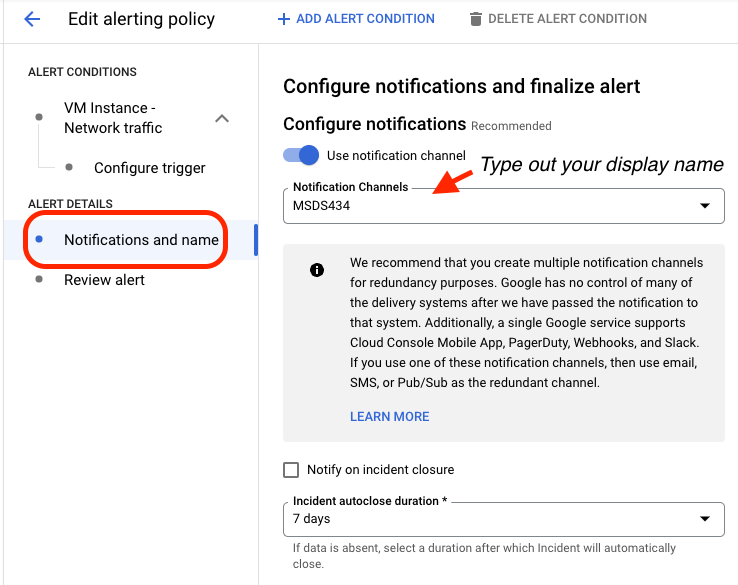 Edit alerting policy
ADD ALERT CONDITION
DELETE ALERT CONDITION
ALERT CONDITIONS
VM Instance -
Network traffic
Configure trigger
ALERT DETAILS
Notifications and name
Review alert
Configure notifications and finalize alert
Configure notifications Recommended
Use notification channel
Type out your display name
Notification Channels
MSDS434
We recommend that you create multiple notification channels
for redundancy purposes. Google has no control of many of
the delivery systems after we have passed the notification to
that system. Additionally, a single Google service supports
Cloud Console Mobile App, PagerDuty, Webhooks, and Slack.
If you use one of these notification channels, then use email,
SMS, or Pub/Sub as the redundant channel.
LEARN MORE
Notify on incident closure
Incident autoclose duration *
7 days
If data is absent, select a duration after which Incident will automatically
close.